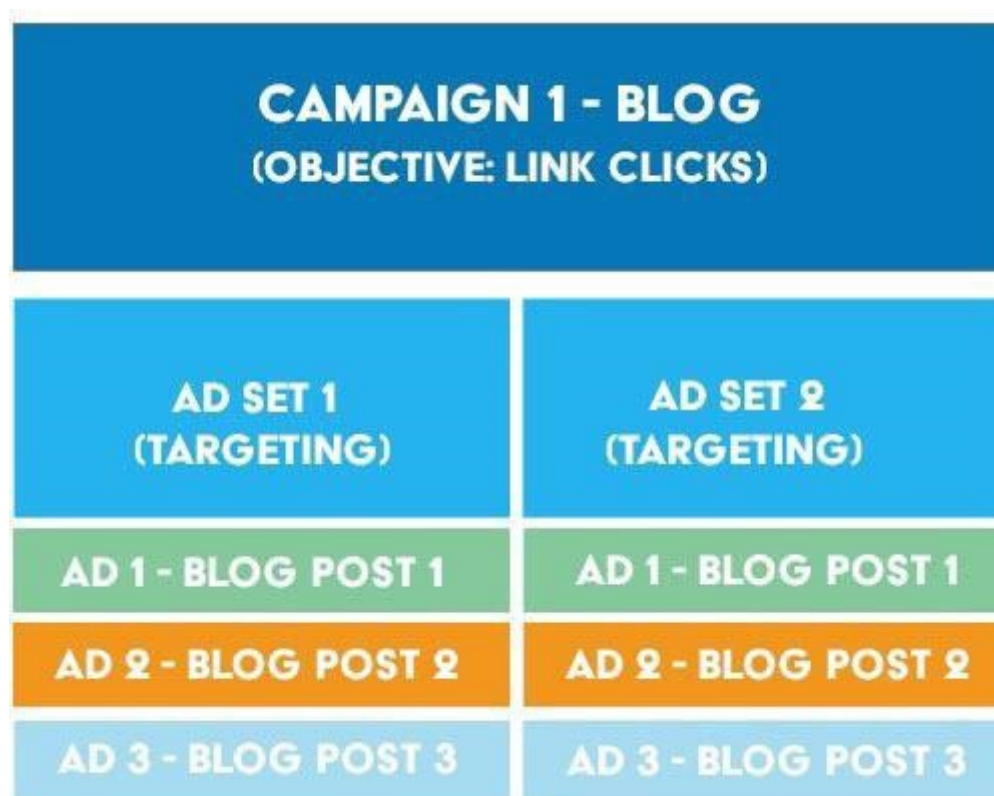 CAMPAIGN 1 - BLOG
(OBJECTIVE: LINK CLICKS)
AD SET 1
(TARGETING)
AD SET 2
(TARGETING)
AD 1 - BLOG POST 1
AD 1 - BLOG POST 1
AD 2 - BLOG POST 2
AD 2 - BLOG POST 2
AD 3 - BLOG POST 3
AD 3 - BLOG POST 3